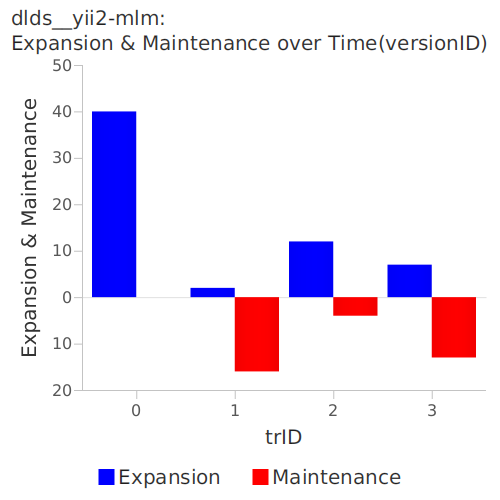 dlds__yii2-mlm:
Expansion & Maintenance over Time(versionID)
Expansion & Maintenance
50
40
30
20
10
0
10
20
0 1 2 3
trID
Expansion Maintenance